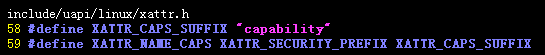 include/uapi/linux/xattr.h
58 #define XATTR_CAPS_SUFFIX "capability"
59 #define XATTR_NAME_CAPS XATTR_SECURITY_PREFIX XATTR_CAPS_SUFFIX